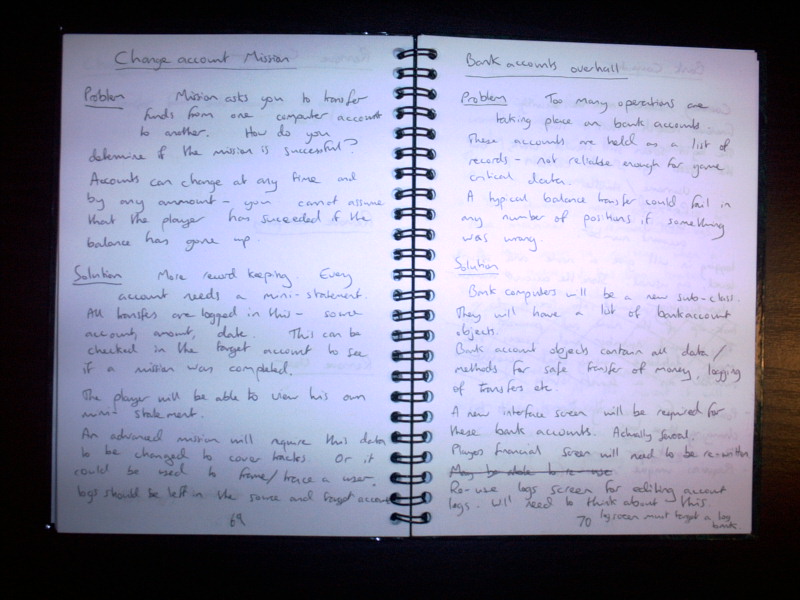 Change account Mission
Problem Mission asks you to transfer
funds from one computer account
to another. How do you
determine if the mission is successful?
Accounts can change at any time and
by any ammount - you cannot assume
that the player has succeeded if the
balance has gone up.
Solution More record keeping. Every
account needs a mini-statement.
All transfers are logged in this - source
account, amount, date. This can be
checked in the target account to see
if a mission was completed.
The player will be able to view his own
mini-statement.
An advanced mission will require this data
to be changed to cover tracks. Or it
could be used to frame/trace a user.
logs should be left in the source and target account
69
Bank accounts overhall
Problem Too many operations are
taking place on bank accounts.
These accounts are held as a list of
records - not reliable enough for game
critical data.
A typical balance transfer could fail in
any number of positions if something
was wrong.
Solution
Bank computers will be a new sub-class.
They will have a list of bankaccount
objects.
Bank account objects contain all data/
methods for safe transfer of money, logging
of transfers etc.
A new interface screen will be required for
these bank accounts. Actually several.
Players financial screen will need to be re-written
May be able to re-use
Re-use logs screen for editing account
logs. Will need to think about this.
70 logscreen must target a log
bank